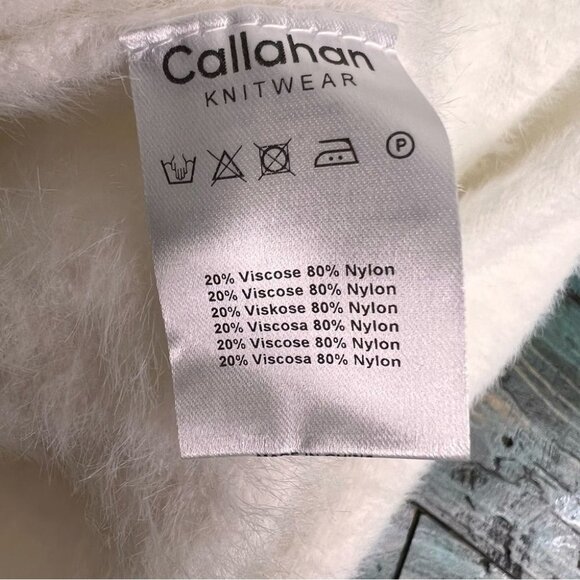 Callahan
KNITWEAR
P
20% Viscose 80% Nylon
20% Viscose 80% Nylon
20% Viskose 80% Nylon
20% Viscosa 80% Nylon
20% Viscose 80% Nylon
20% Viscosa 80% Nylon